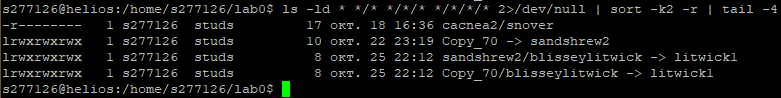 s277126@helios:/home/s277126/lab0$ ls -ld * */* */*/* */*/*/* 2>/dev/null | sort -k2 -r | tail -4
-r-------- 1 s277126 studs 17 окт. 18 16:36 cacnea2/snover
lrwxrwxrwx 1 s277126 studs 10 окт. 22 23:19 Copy_70 -> sandshrew2
lrwxrwxrwx 1 s277126 studs 8 окт. 25 22:12 sandshrew2/blisseylitwick -> litwick1
lrwxrwxrwx 1 s277126 studs 8 окт. 25 22:12 Copy_70/blisseylitwick -> litwick1
s277126@helios:/home/s277126/lab0$